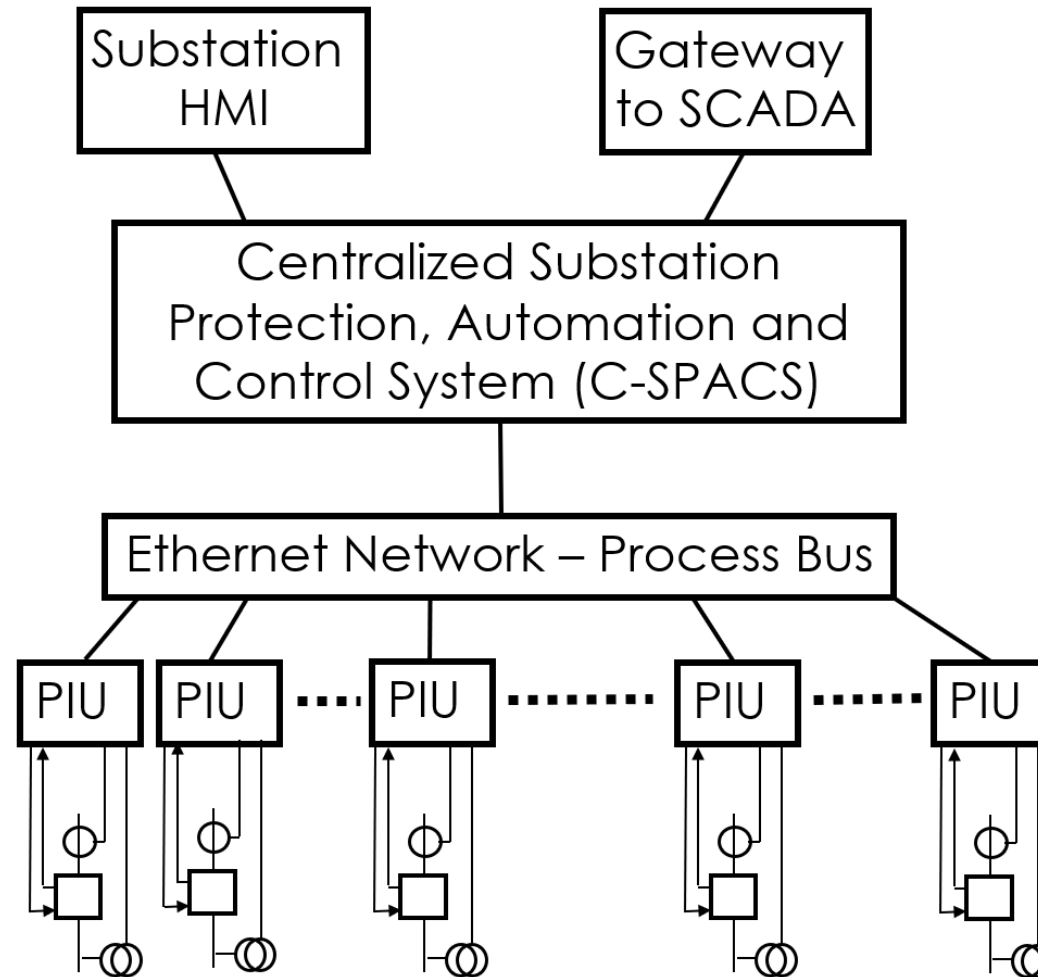 Substation
HMI
Gateway
to SCADA
Centralized Substation
Protection, Automation and
Control System (C-SPACS)
Ethernet Network – Process Bus
PIU
PIU
PIU
PIU
PIU